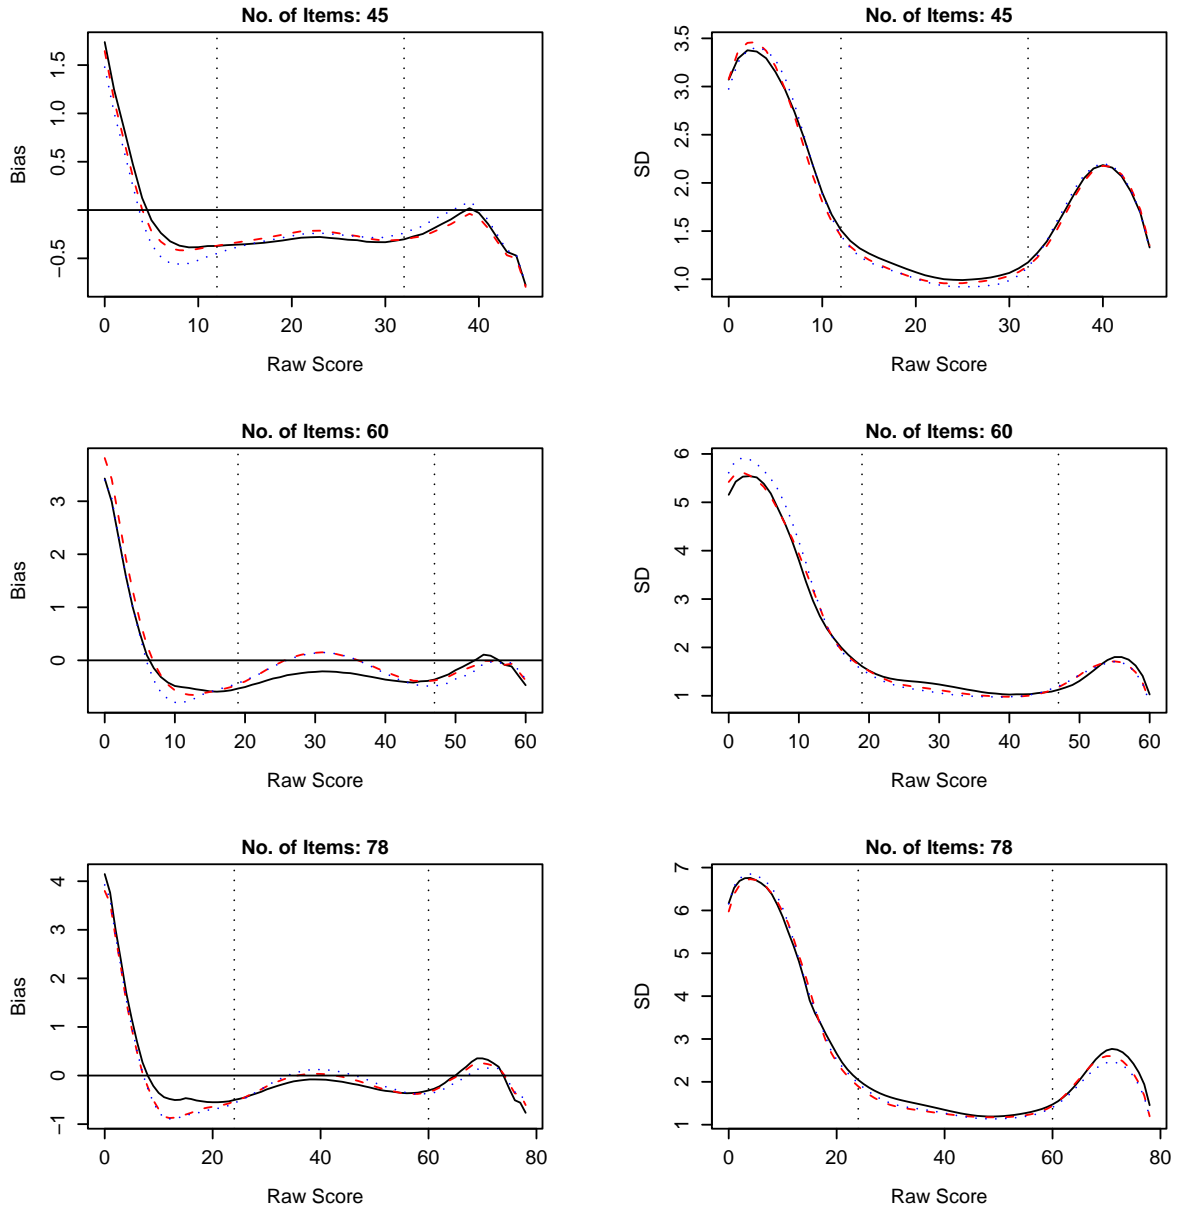 No. of Items: 45
Bias
−0.5 0.5 1.0 1.5
0 10 20 30 40
Raw Score
No. of Items: 45
SD
1.0 1.5 2.0 2.5 3.0 3.5
0 10 20 30 40
Raw Score
No. of Items: 60
Bias
0 1 2 3
0 10 20 30 40 50 60
Raw Score
No. of Items: 60
SD
1 2 3 4 5 6
0 10 20 30 40 50 60
Raw Score
No. of Items: 78
Bias
−1 0 1 2 3 4
0 20 40 60 80
Raw Score
No. of Items: 78
SD
1 2 3 4 5 6 7
0 20 40 60 80
Raw Score